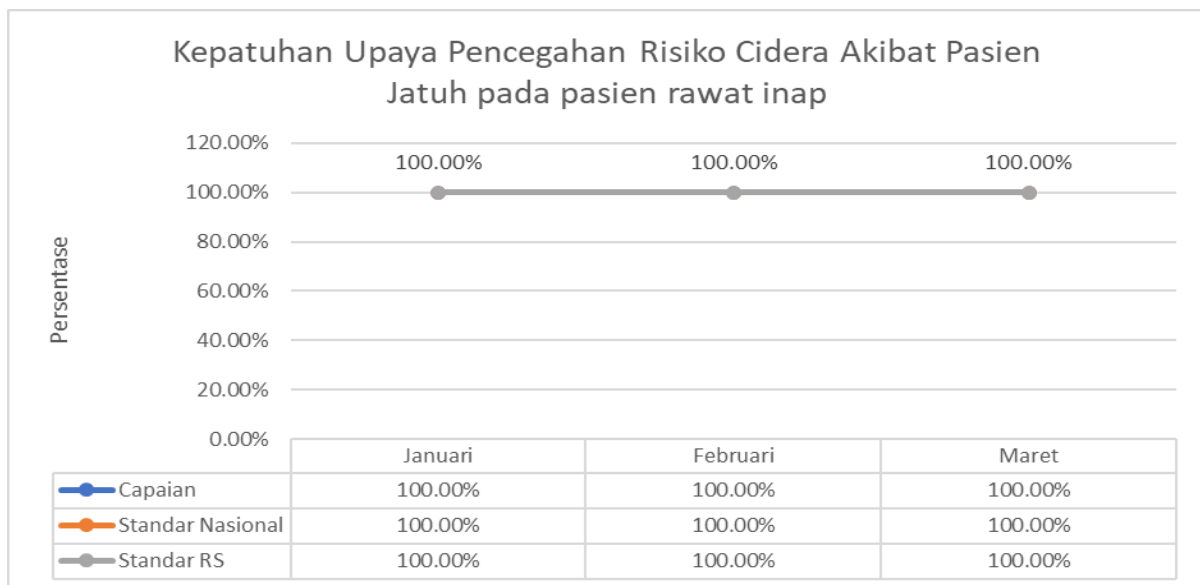 Kepatuhan Upaya Pencegahan Risiko Cidera Akibat Pasien
Jatuh pada pasien rawat inap
120.00%
100.00% 100.00% 100.00%
100.00%
80.00%
60.00%
40.00%
20.00%
0.00%
Persentase
Januari Februari Maret
Capaian 100.00% 100.00% 100.00%
Standar Nasional 100.00% 100.00% 100.00%
Standar RS 100.00% 100.00% 100.00%